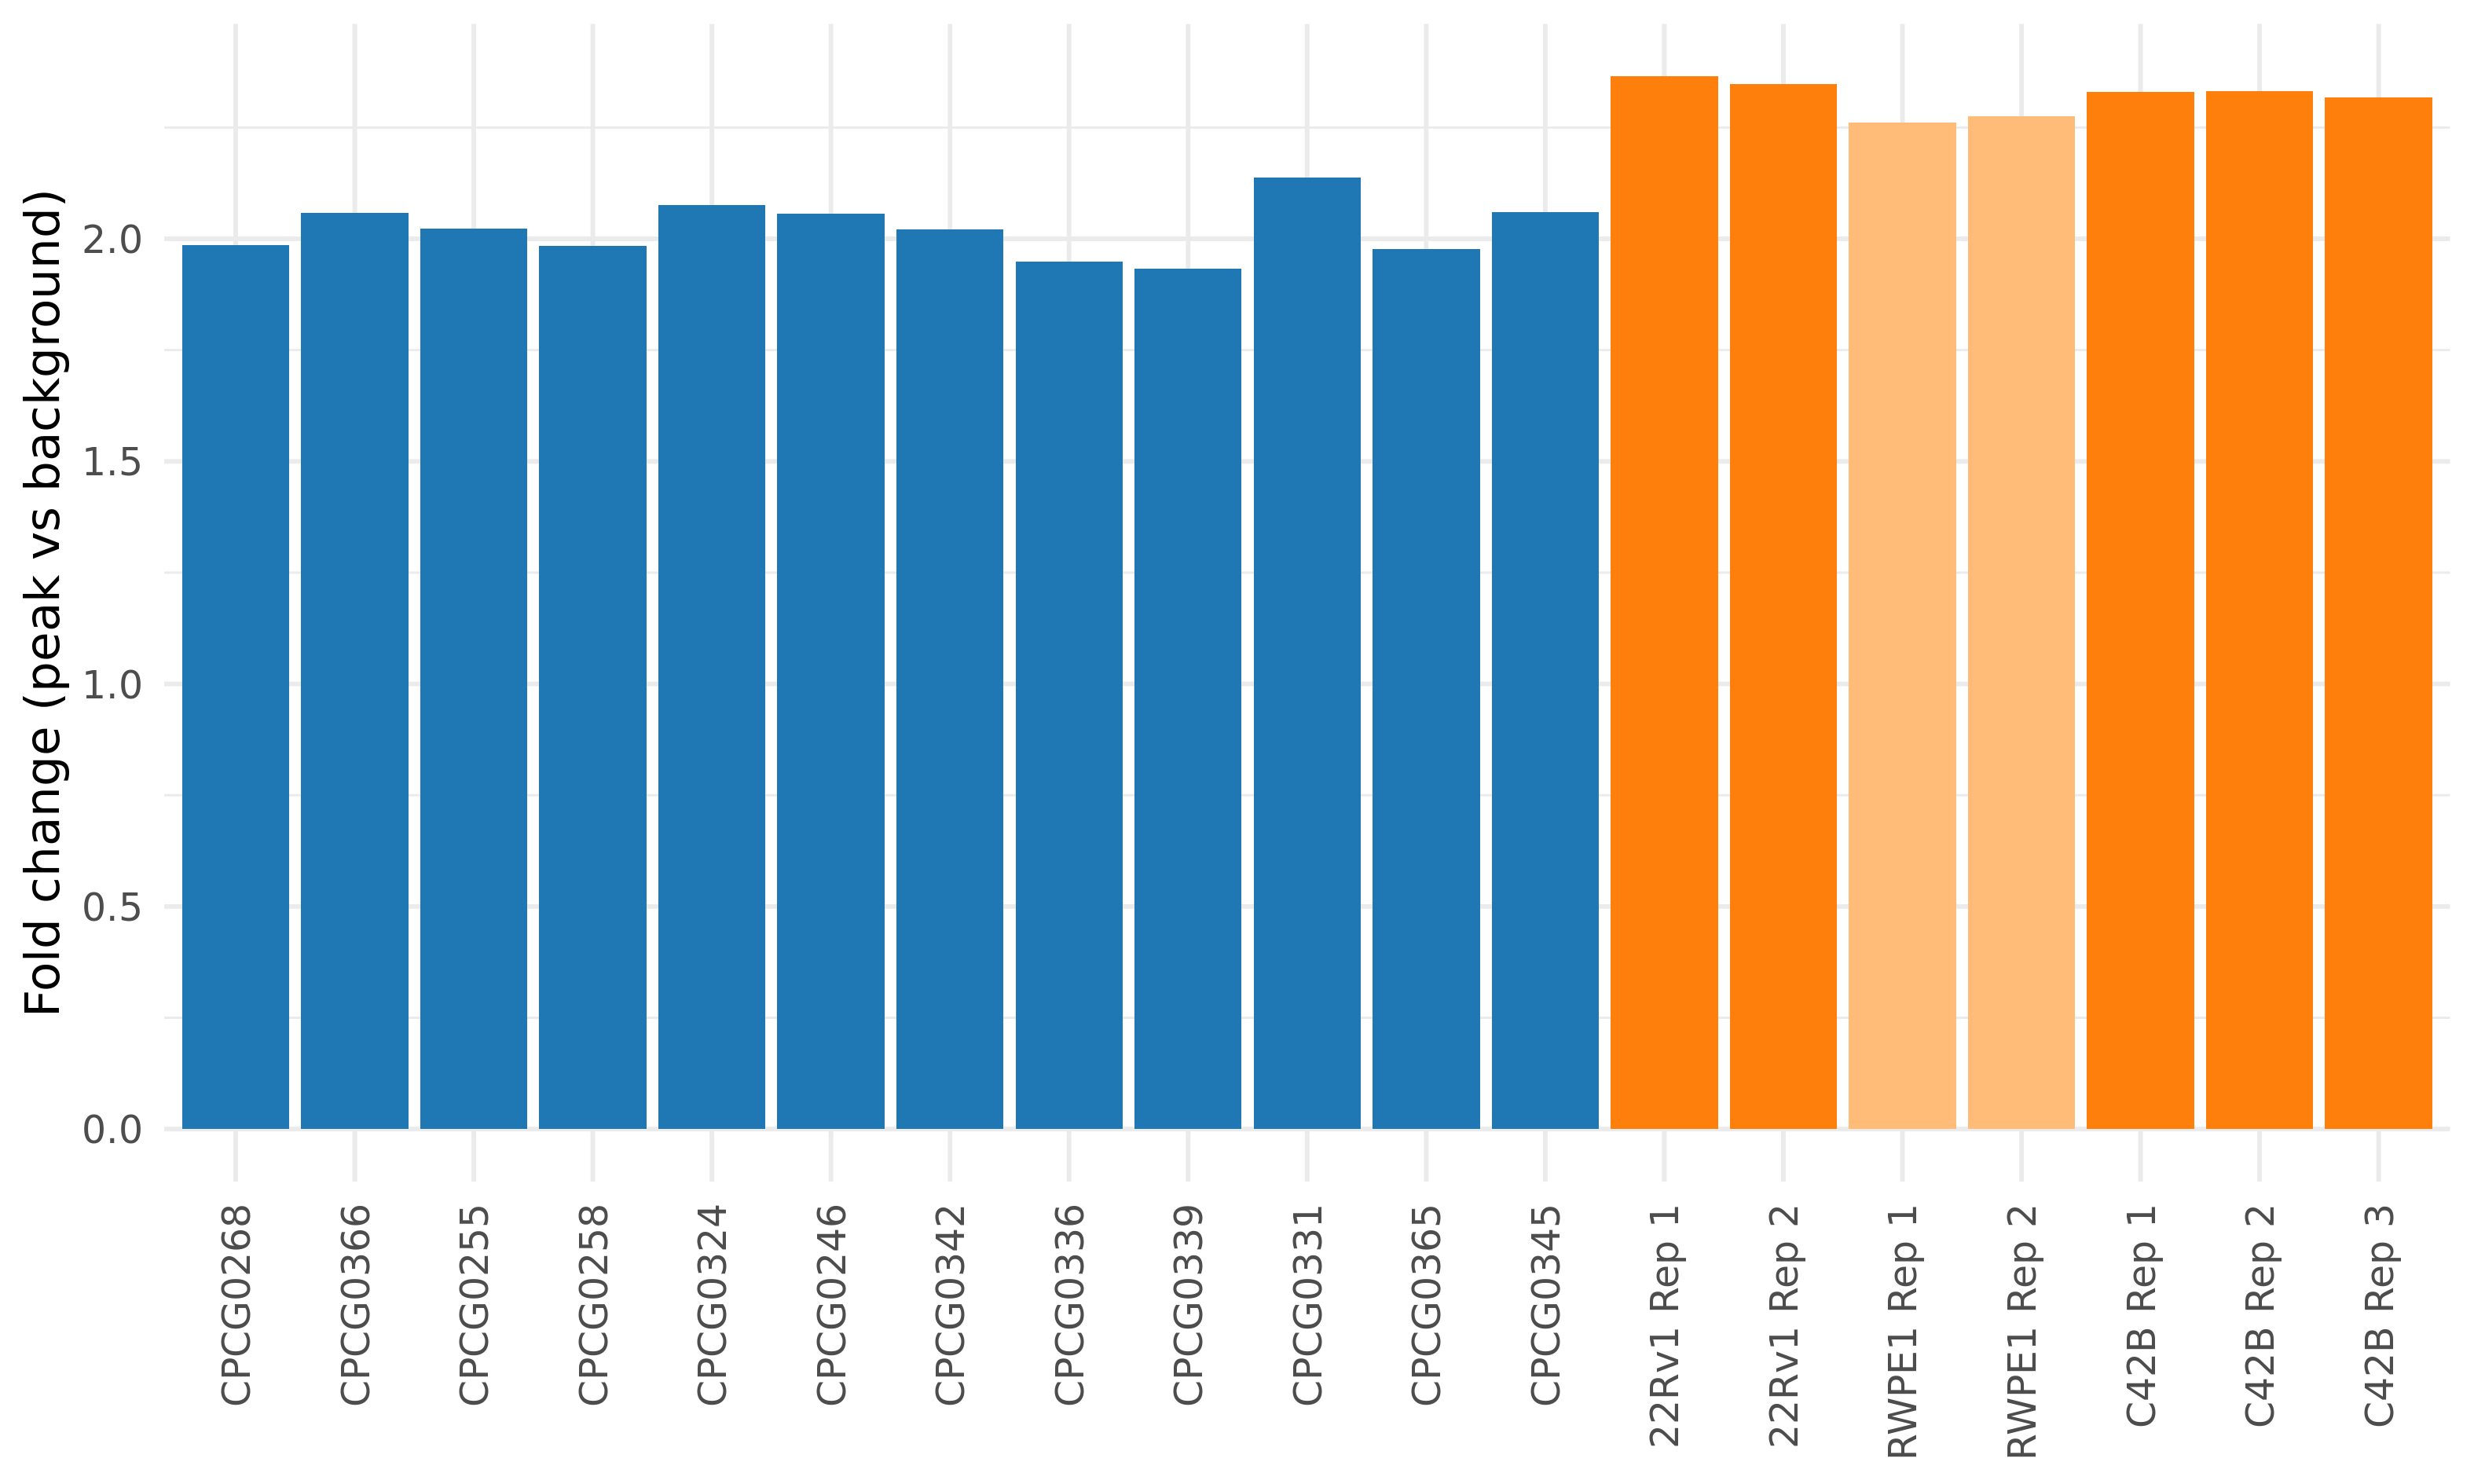 Fold change (peak vs background)
2.0
1.5
1.0
0.5
0.0
CPCG0268
CPCG0366
CPCG0255
CPCG0258
CPCG0324
CPCG0246
CPCG0342
CPCG0336
CPCG0339
CPCG0331
CPCG0365
CPCG0345
22Rv1 Rep 1
22Rv1 Rep 2
RWPE1 Rep 1
RWPE1 Rep 2
C42B Rep 1
C42B Rep 2
C42B Rep 3